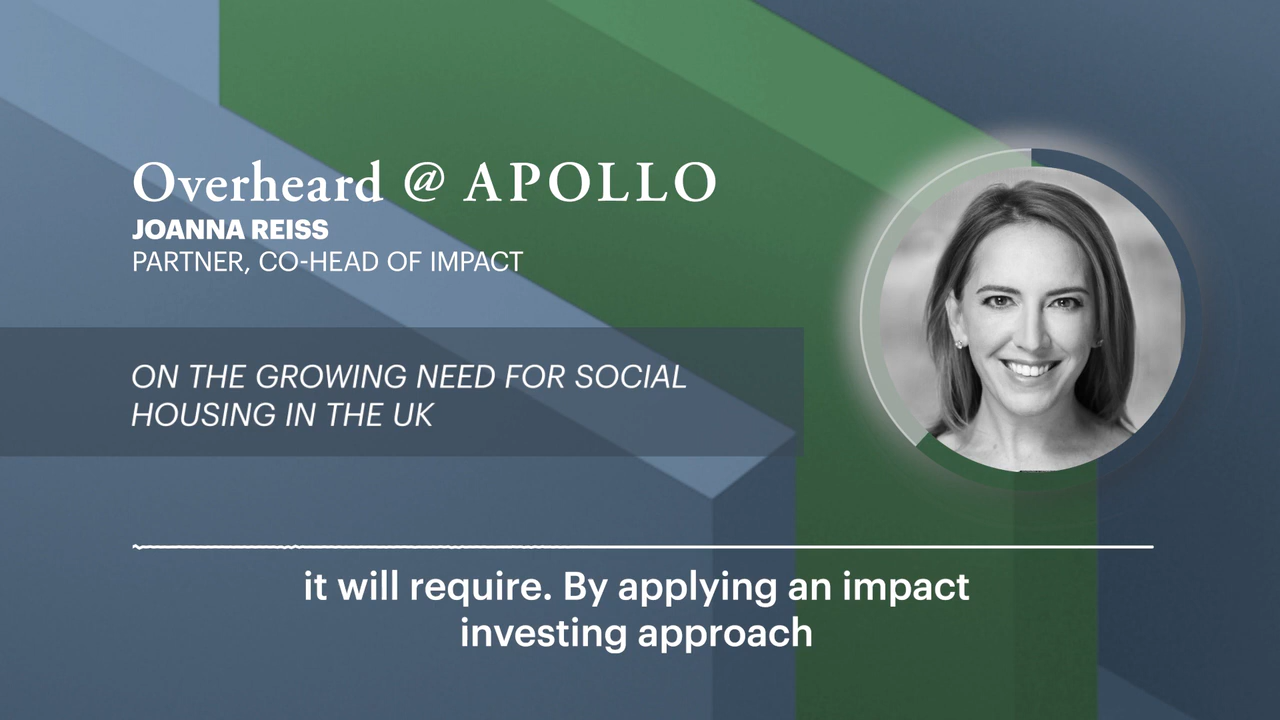 Overheard @ APOLLO
JOANNA REISS
PARTNER, CO-HEAD OF IMPACT
ON THE GROWING NEED FOR SOCIAL
HOUSING IN THE UK
it will require. By applying an impact
investing approach